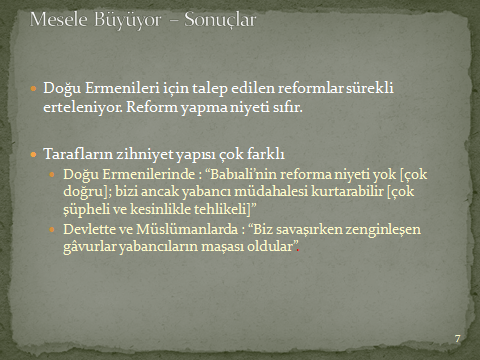 Mesele Büyüyor – Sonuçlar
Doğu Ermenileri için talep edilen reformlar sürekli
erteleniyor. Reform yapma niyeti sıfır.
Tarafların zihniyet yapısı çok farklı
Doğu Ermenilerinde : “Babıali’nin reforma niyeti yok [çok
doğru]; bizi ancak yabancı müdahalesi kurtarabilir [çok
şüpheli ve kesinlikle tehlikeli]”
Devlette ve Müslümanlarda : “Biz savaşırken zenginleşen
gâvurlar yabancıların maşası oldular”.
7